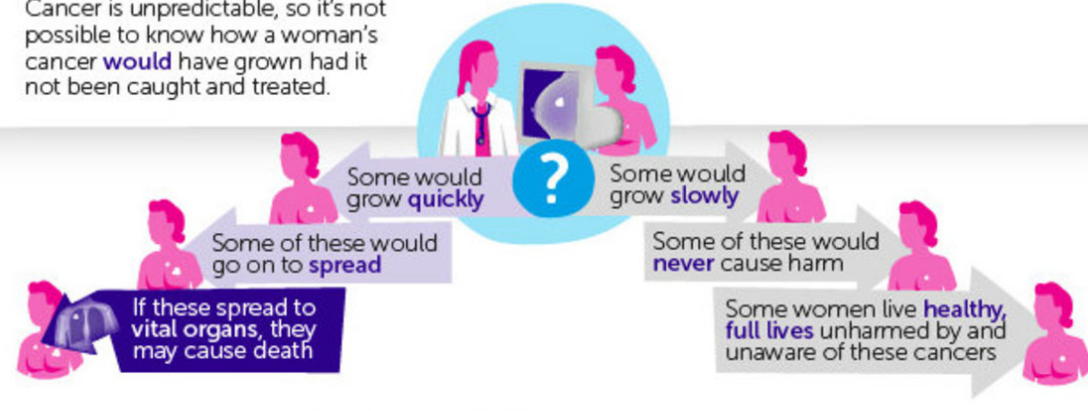 Cancer is unpredictable, so it's not
possible to know how a woman's
cancer would have grown had it
not been caught and treated.
?
Some would
grow quickly
Some of these would
go on to spread
If these spread to
vital organs, they
may cause death
Some would
grow slowly
Some of these would
never cause harm
Some women live healthy,
full lives unharmed by and
unaware of these cancers